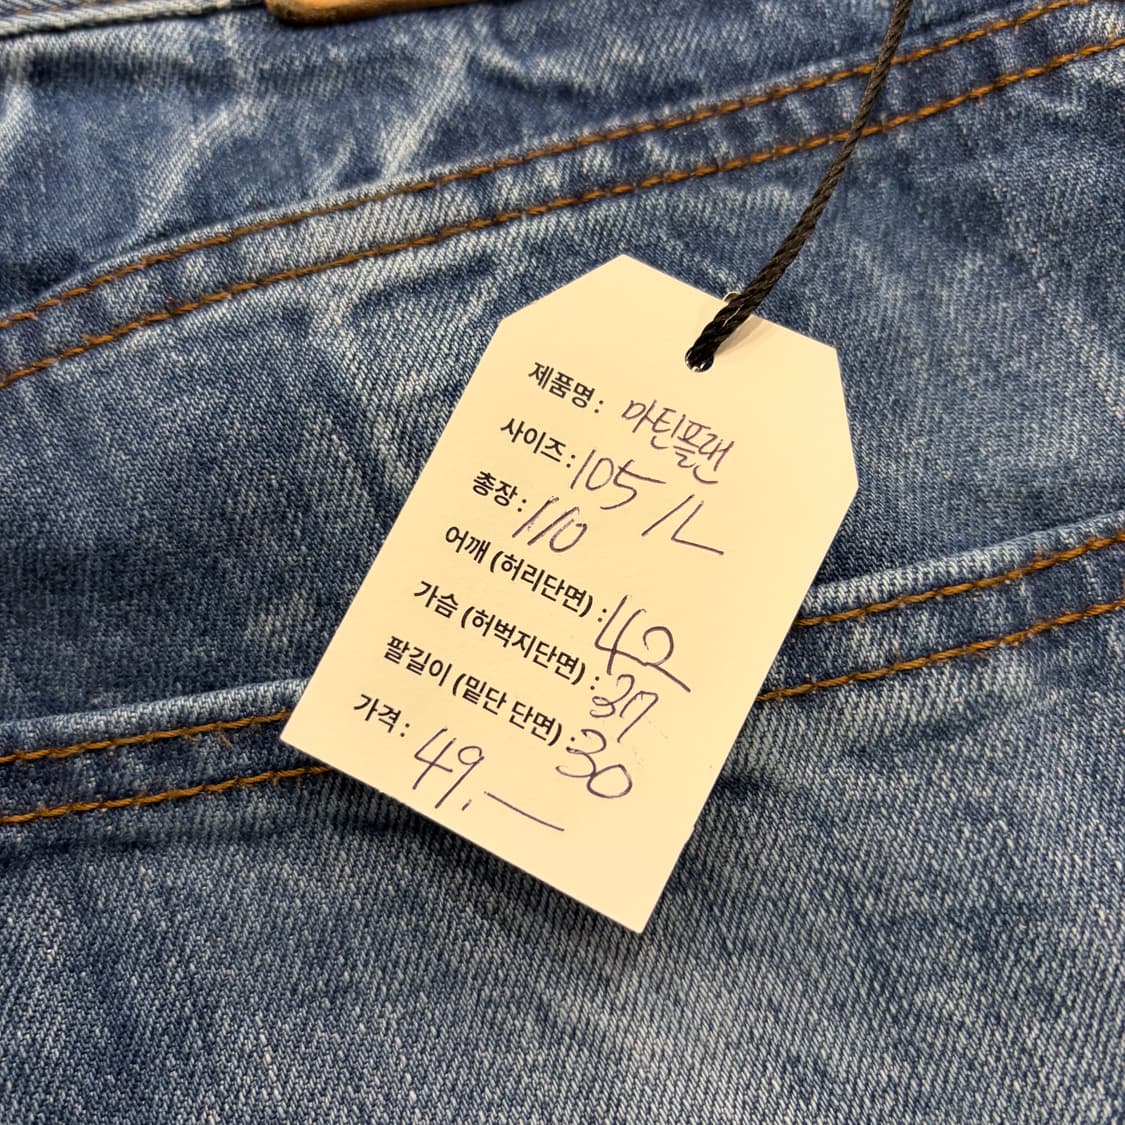 제품명 : 마틴플랜
사이즈 : 105 / L
총장 : 110
어깨 (허리단면) : 42
가슴 (허벅지단면) : 37
팔길이 (밑단 단면) : 30
가격 : 49.—